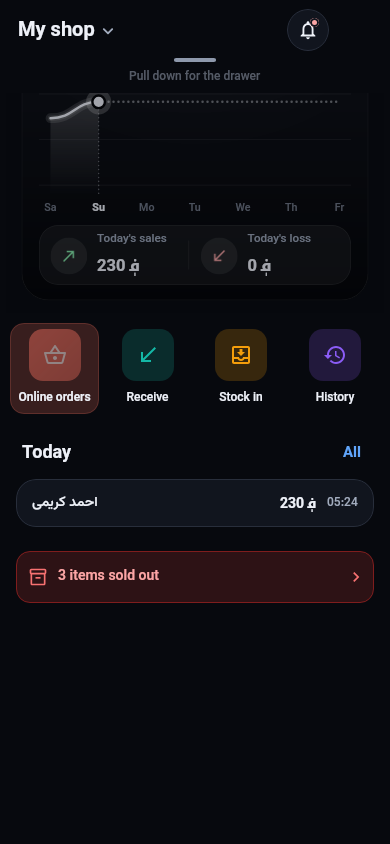 My shop
Pull down for the drawer
Sa Su Mo Tu We Th Fr
Today's sales
230 ؋
Today's loss
0 ؋
Online orders
Receive
Stock in
History
Today
All
احمد کریمی
230 ؋
05:24
3 items sold out